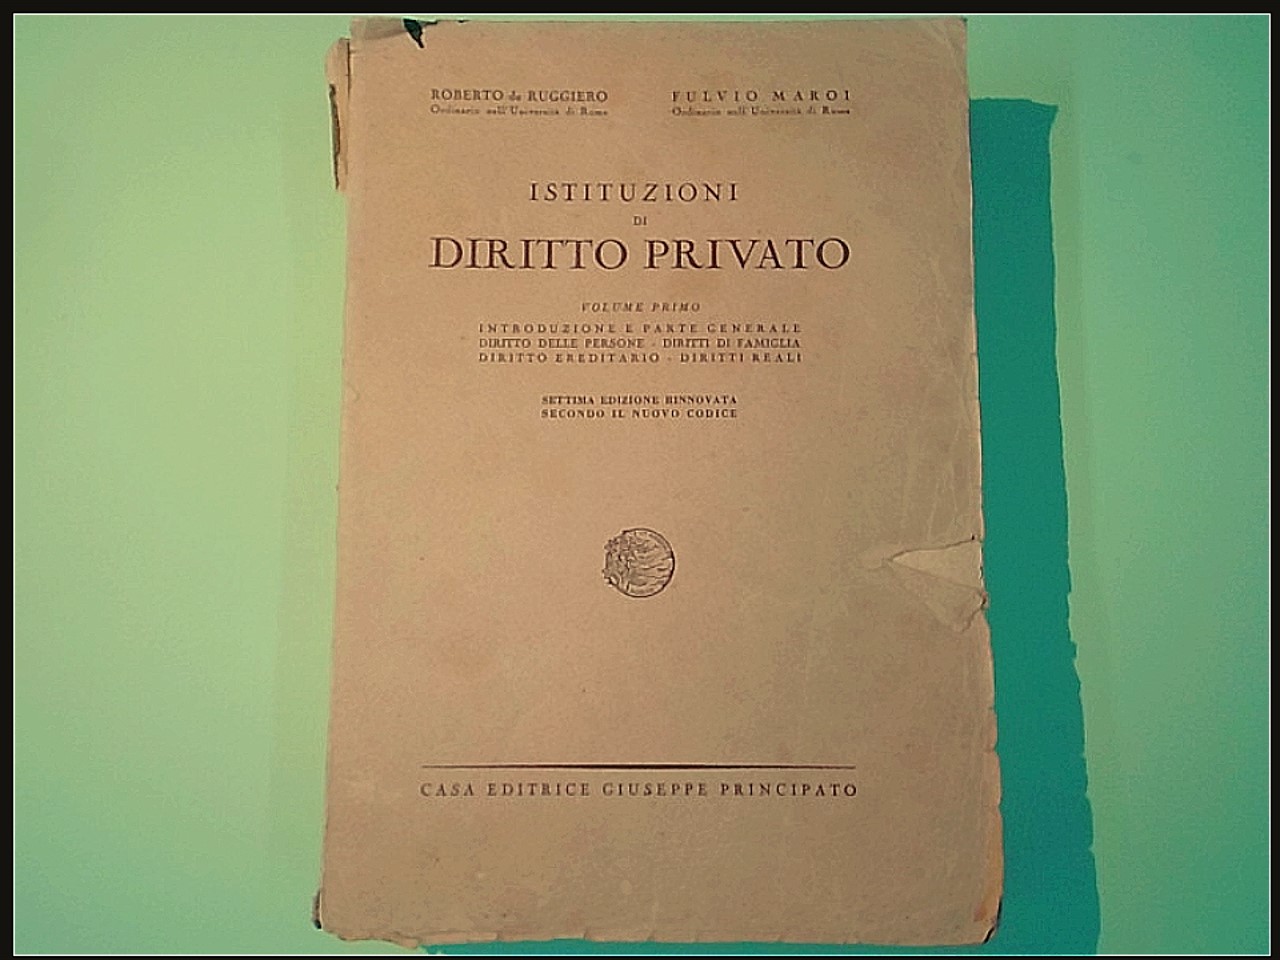 ROBERTO de RUGGIERO
Ordinario nell'Università di Roma
FULVIO MAROI
Ordinario nell'Università di Roma
ISTITUZIONI
DI
DIRITTO PRIVATO
VOLUME PRIMO
INTRODUZIONE E PARTE GENERALE
DIRITTO DELLE PERSONE - DIRITTI DI FAMIGLIA
DIRITTO EREDITARIO - DIRITTI REALI
SETTIMA EDIZIONE RINNOVATA
SECONDO IL NUOVO CODICE
CASA EDITRICE GIUSEPPE PRINCIPATO